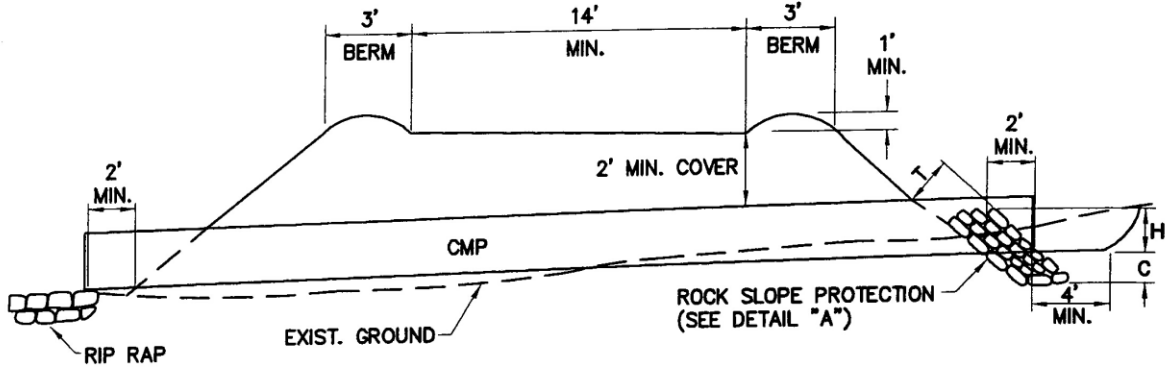 3'
BERM
14'
MIN.
3'
BERM
1'
MIN.
2'
MIN.
2' MIN. COVER
T
2'
MIN.
CMP
H
C
4'
MIN.
ROCK SLOPE PROTECTION
(SEE DETAIL "A")
EXIST. GROUND
RIP RAP